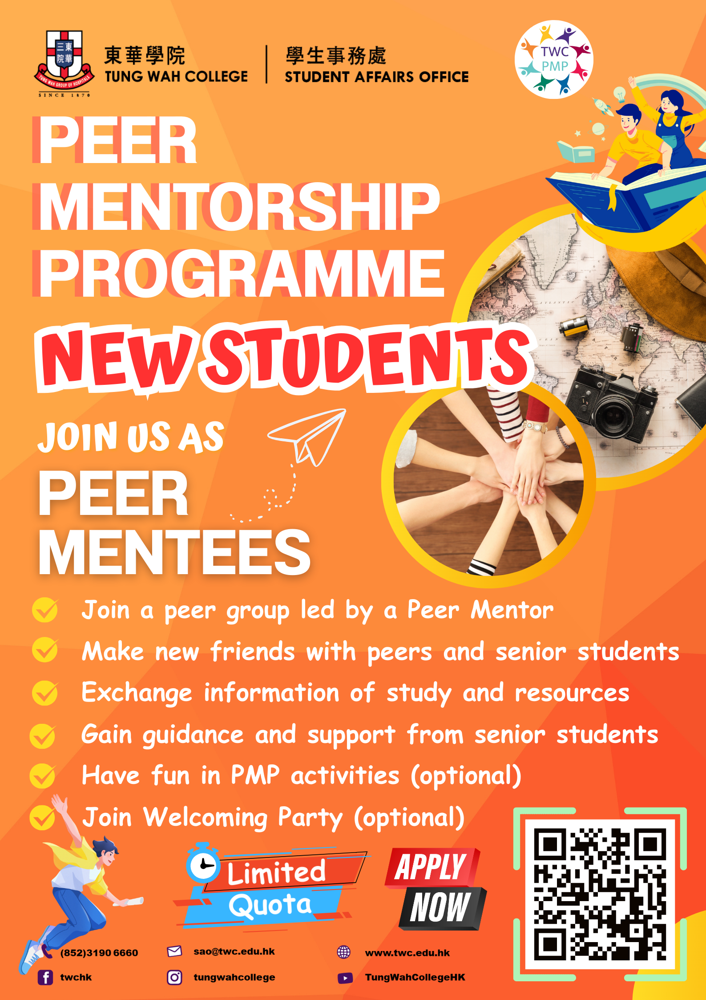 三東
院華
TUNG WAH GROUP OF HOSPITALS
SINCE 1870
東華學院
TUNG WAH COLLEGE
學生事務處
STUDENT AFFAIRS OFFICE
TWC
PMP
PEER
MENTORSHIP
PROGRAMME
NEW STUDENTS
JOIN US AS
PEER
MENTEES
Join a peer group led by a Peer Mentor
Make new friends with peers and senior students
Exchange information of study and resources
Gain guidance and support from senior students
Have fun in PMP activities (optional)
Join Welcoming Party (optional)
Limited
Quota
APPLY
NOW
(852)3190 6660
sao@twc.edu.hk
www.twc.edu.hk
twchk
tungwahcollege
TungWahCollegeHK